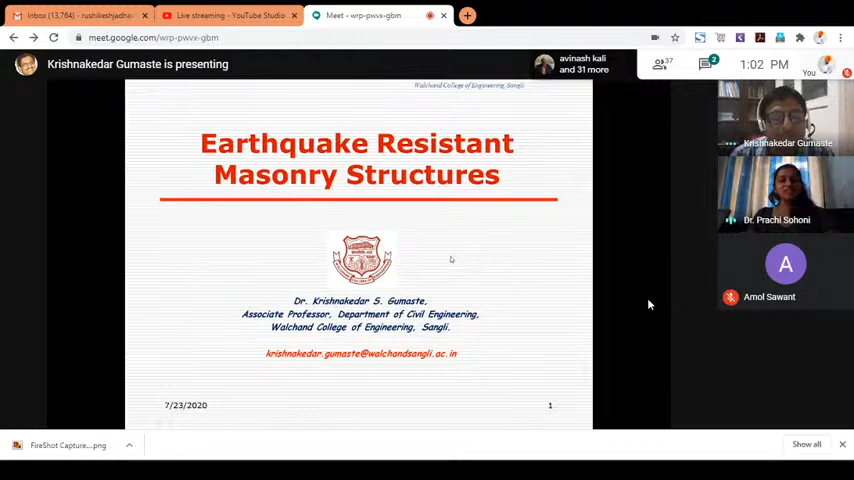 Inbox (13,764) - rushikeshjadha
Live streaming - YouTube Studio
Meet - wrp-pwvx-gbm
meet.google.com/wrp-pwvx-gbm
Krishnakedar Gumaste is presenting
avinash kali
and 31 more
37
2
1:02 PM
You
Walchand College of Engineering, Sangli
Earthquake Resistant
Masonry Structures
Dr. Krishnakedar S. Gumaste,
Associate Professor, Department of Civil Engineering,
Walchand College of Engineering, Sangli.
krishnakedar.gumaste@walchandsangli.ac.in
7/23/2020
1
Krishnakedar Gumaste
Dr. Prachi Sohoni
A
Amol Sawant
FireShot Capture....png
Show all